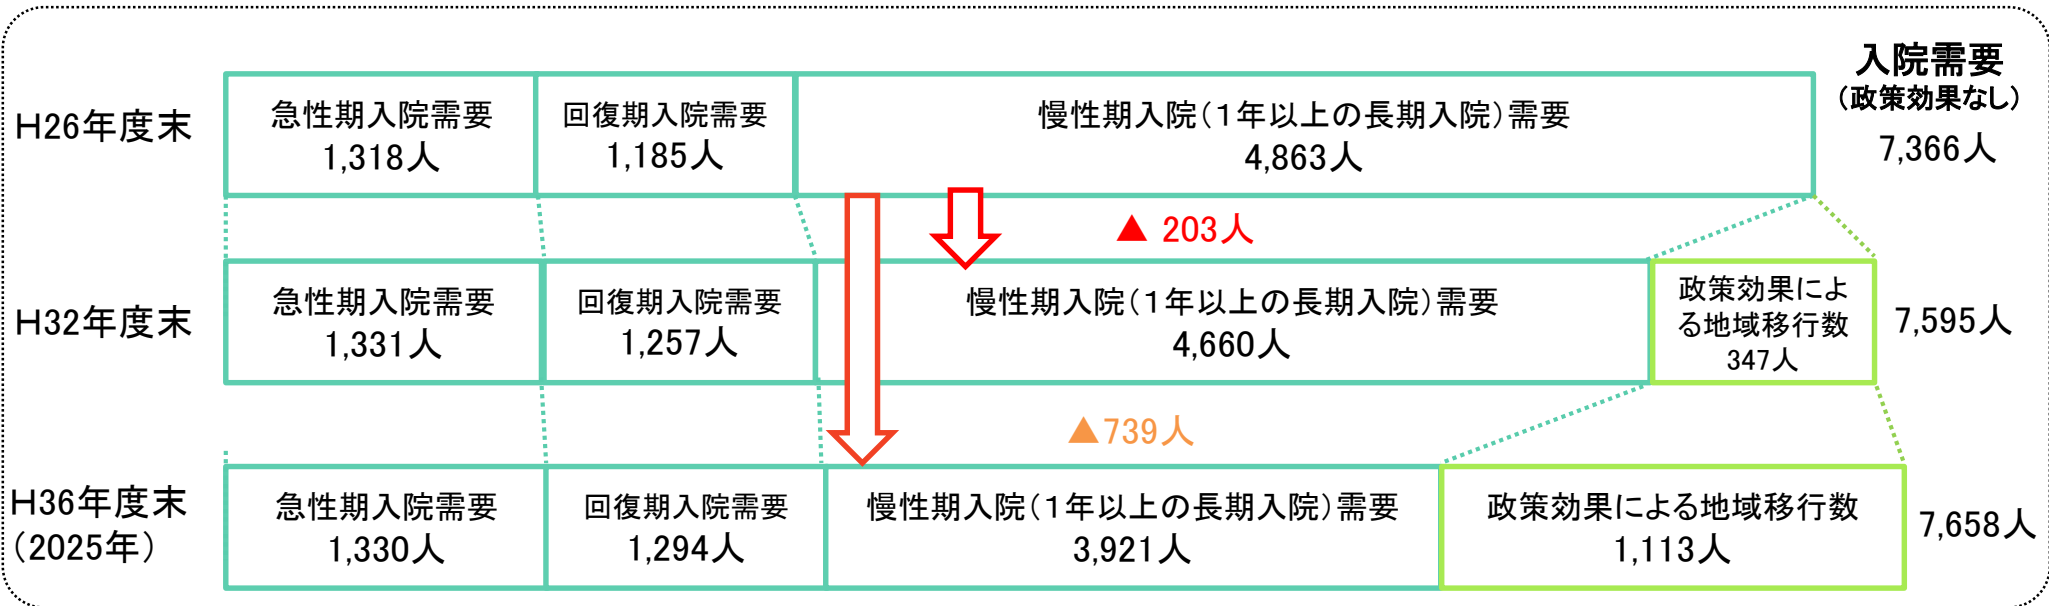 入院需要
（政策効果なし）
H26年度末
急性期入院需要
1,318人
回復期入院需要
1,185人
慢性期入院（１年以上の長期入院）需要
4,863人
7,366人
▲ 203人
H32年度末
急性期入院需要
1,331人
回復期入院需要
1,257人
慢性期入院（１年以上の長期入院）需要
4,660人
政策効果によ
る地域移行数
347人
7,595人
▲739人
H36年度末
（2025年）
急性期入院需要
1,330人
回復期入院需要
1,294人
慢性期入院（１年以上の長期入院）需要
3,921人
政策効果による地域移行数
1,113人
7,658人